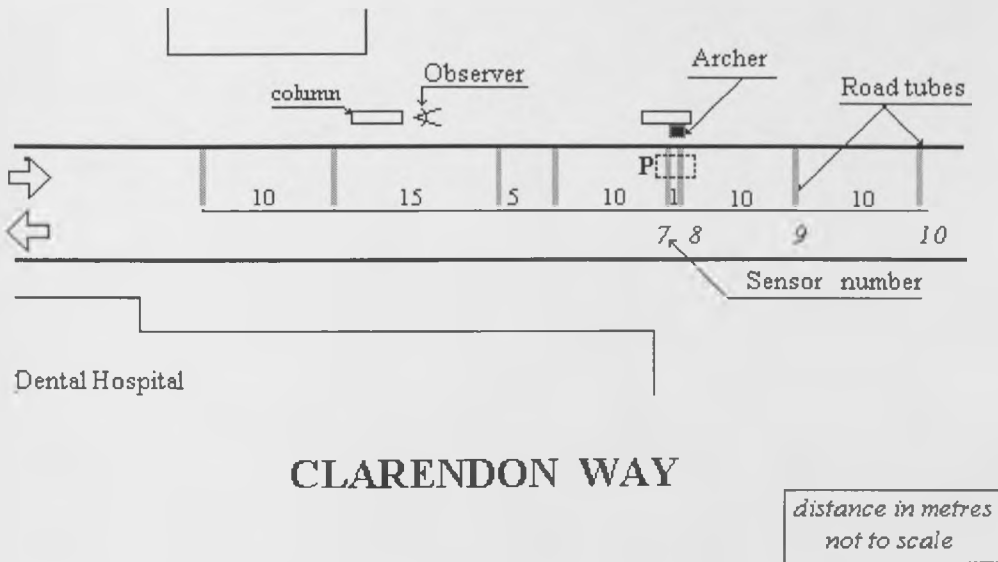 Archer
Observer
column
Road tubes
P
10 15 5 10 1 10 10
7 8 9 10
Sensor number
Dental Hospital
CLARENDON WAY
distance in metres
not to scale